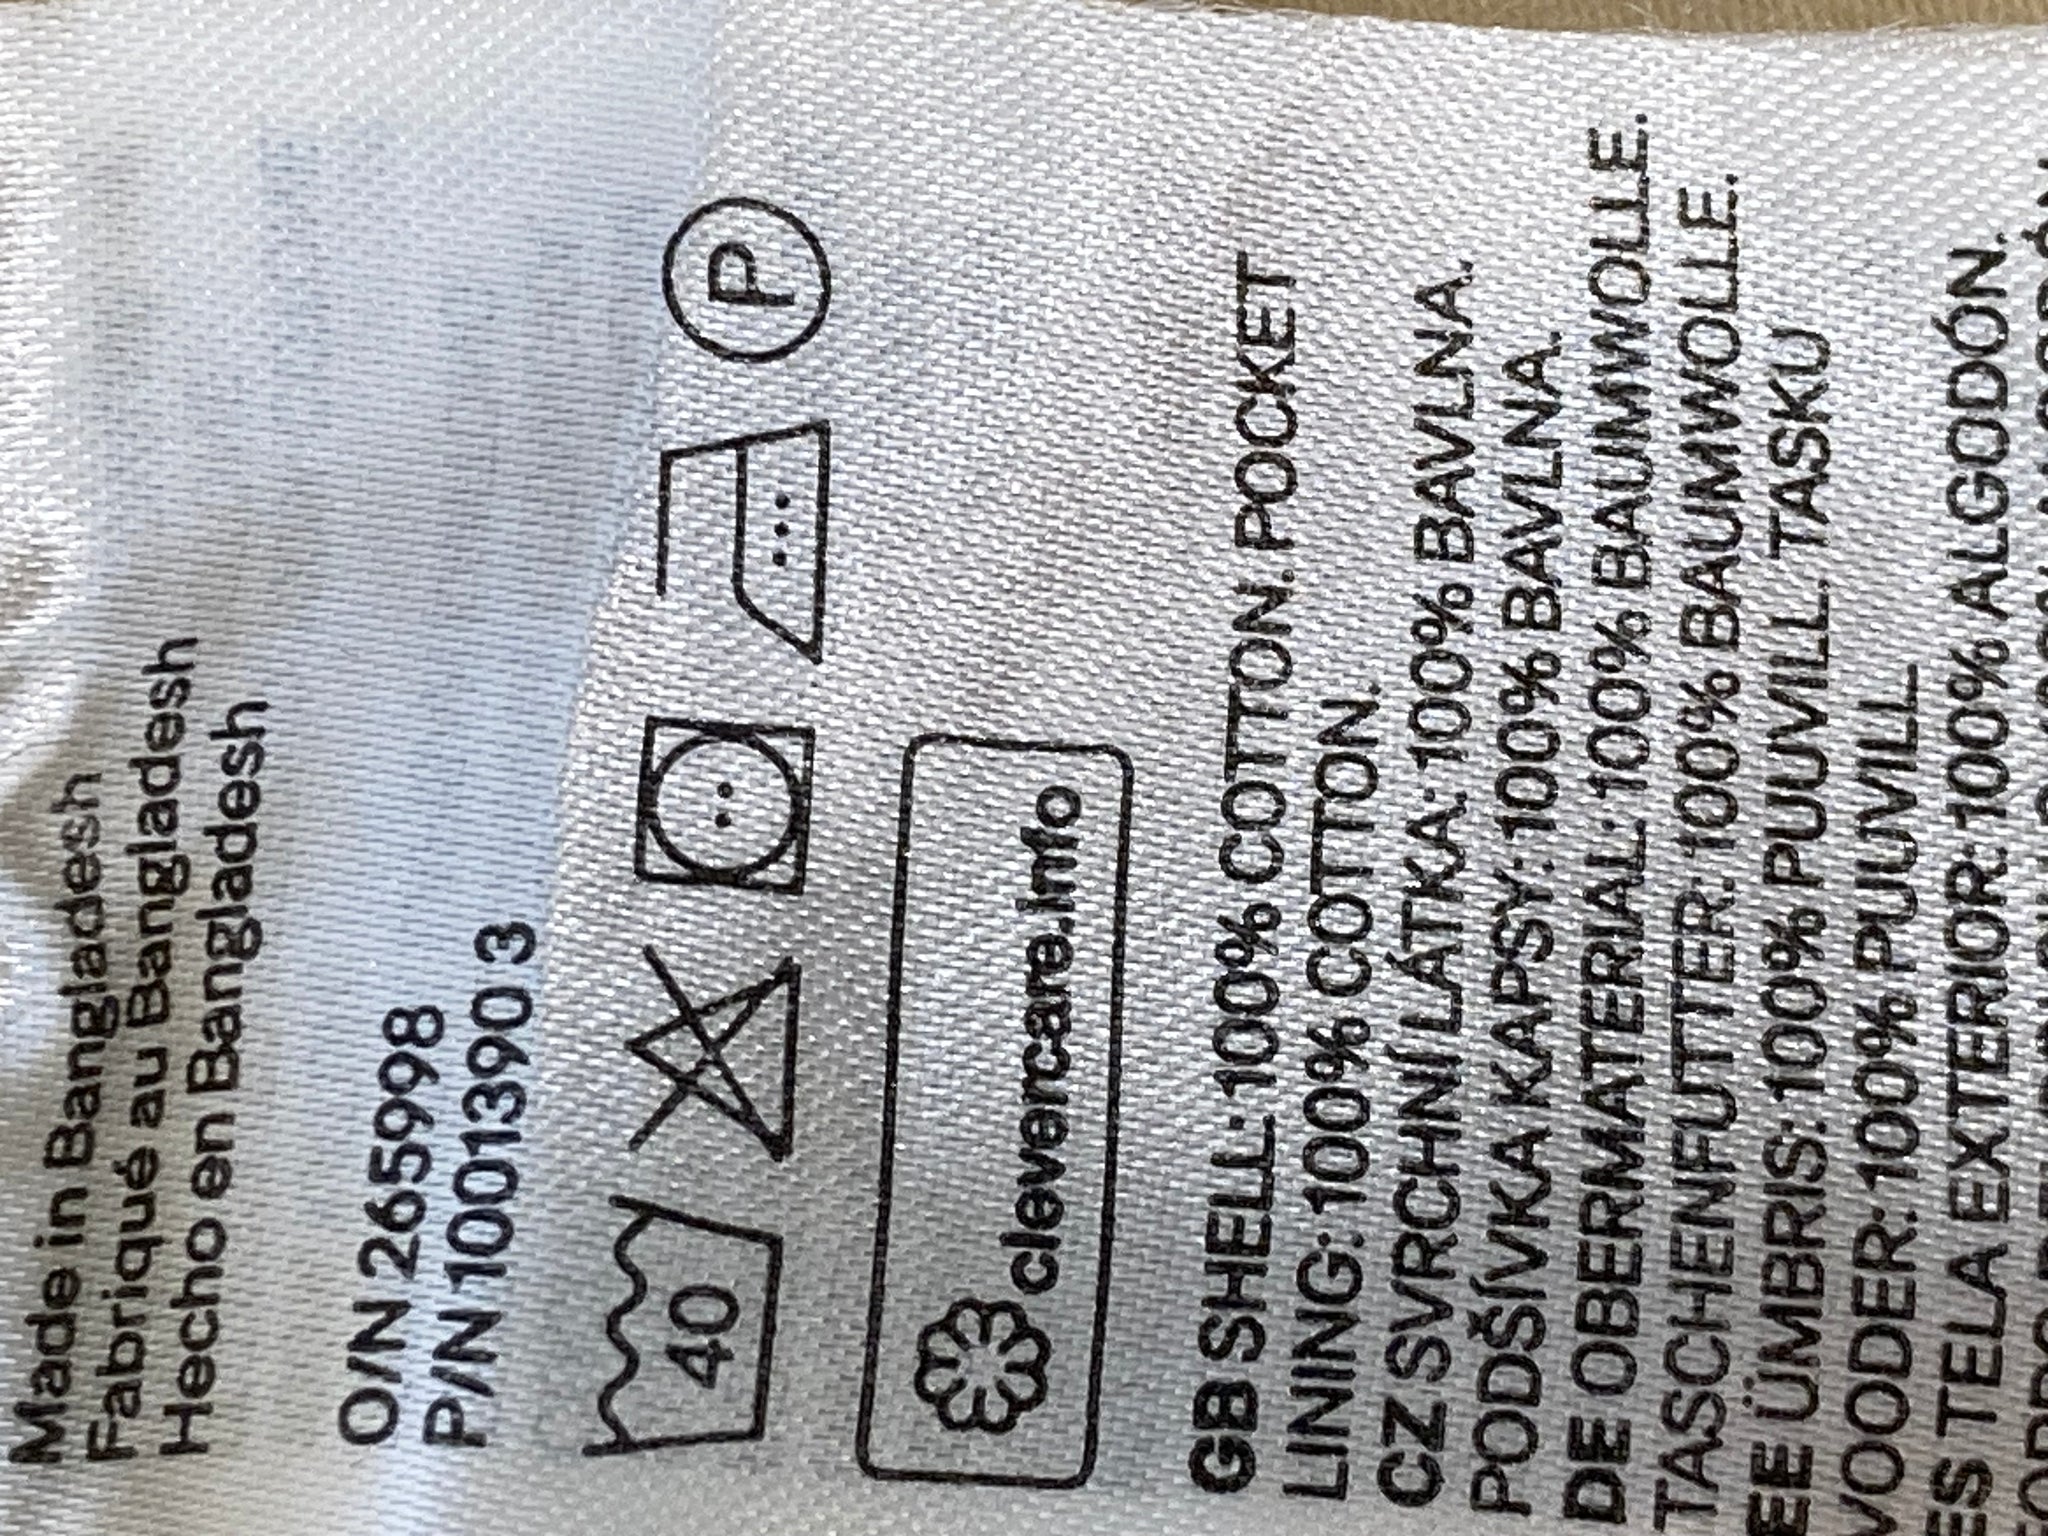 Made in Bangladesh
Fabriqué au Bangladesh
Hecho en Bangladesh
O/N 265998
P/N 1001390 3
40
P
clevercare.info
GB SHELL: 100% COTTON. POCKET
LINING: 100% COTTON.
CZ SVRCHNÍ LÁTKA: 100% BAVLNA.
PODŠÍVKA KAPSY: 100% BAVLNA.
DE OBERMATERIAL: 100% BAUMWOLLE.
TASCHENFUTTER: 100% BAUMWOLLE.
EE ÜMBRIS: 100% PUUVILL. TASKU
VOODER: 100% PUUVILL
ES TELA EXTERIOR: 100% ALGODÓN.